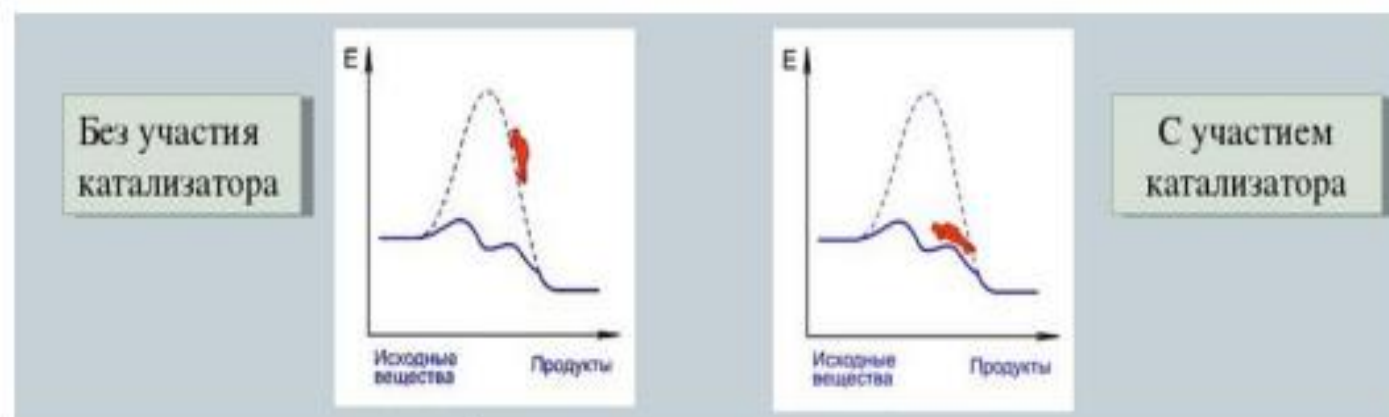 Без участия
катализатора
E
Исходные
вещества
Продукты
E
Исходные
вещества
Продукты
С участием
катализатора